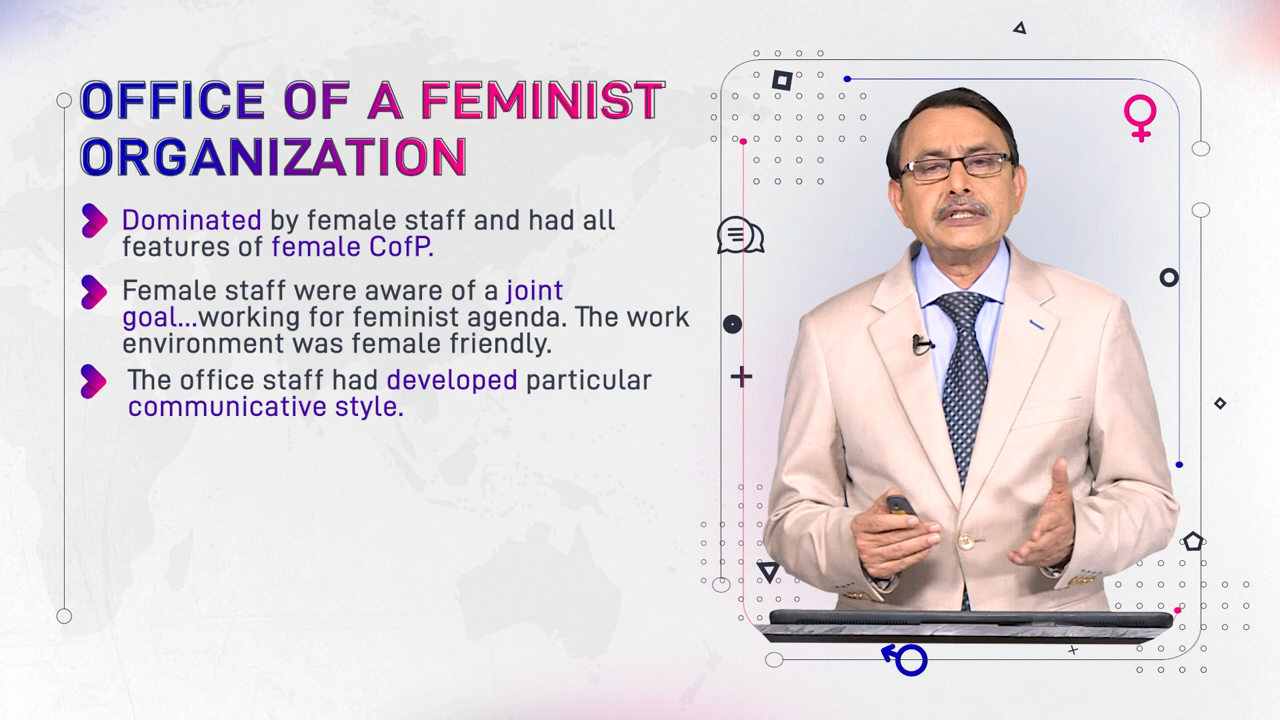 OFFICE OF A FEMINIST
ORGANIZATION
Dominated by female staff and had all
features of female CofP.
Female staff were aware of a joint
goal...working for feminist agenda. The work
environment was female friendly.
The office staff had developed particular
communicative style.